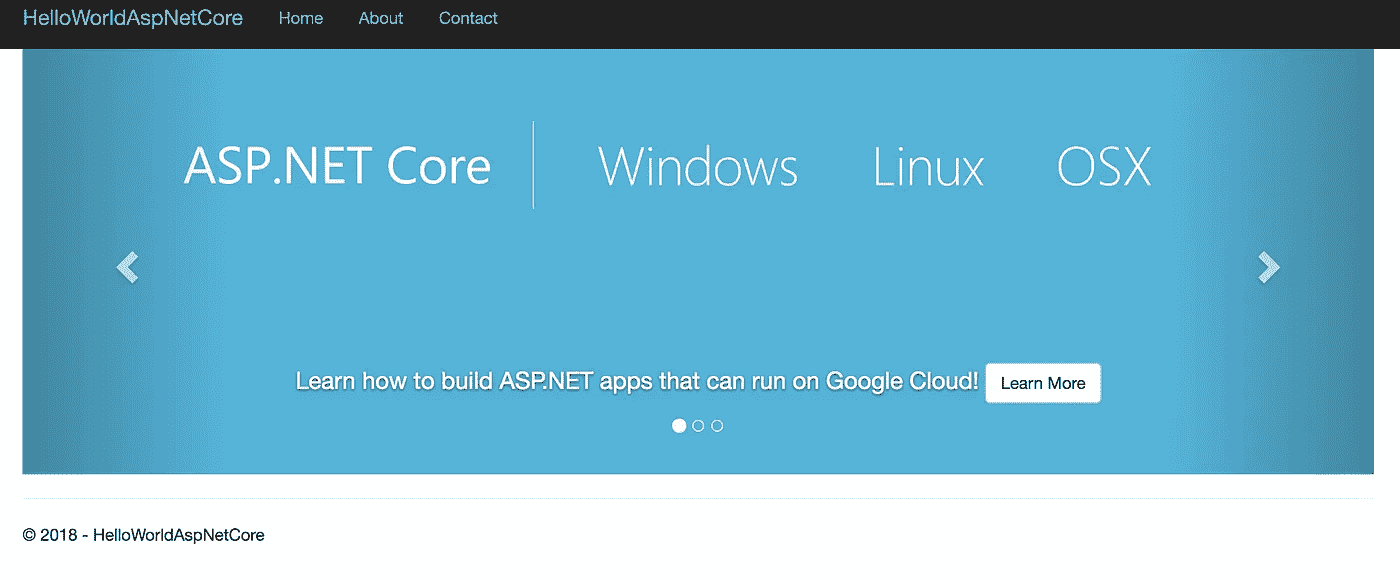 HelloWorldAspNetCore Home About Contact
ASP.NET Core Windows Linux OSX
Learn how to build ASP.NET apps that can run on Google Cloud! Learn More
© 2018 - HelloWorldAspNetCore